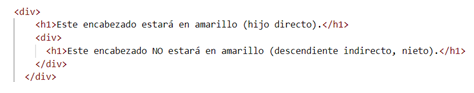 <div>
<h1>Este encabezado estará en amarillo (hijo directo).</h1>
<div>
<h1>Este encabezado NO estará en amarillo (descendiente indirecto, nieto).</h1>
</div>
</div>